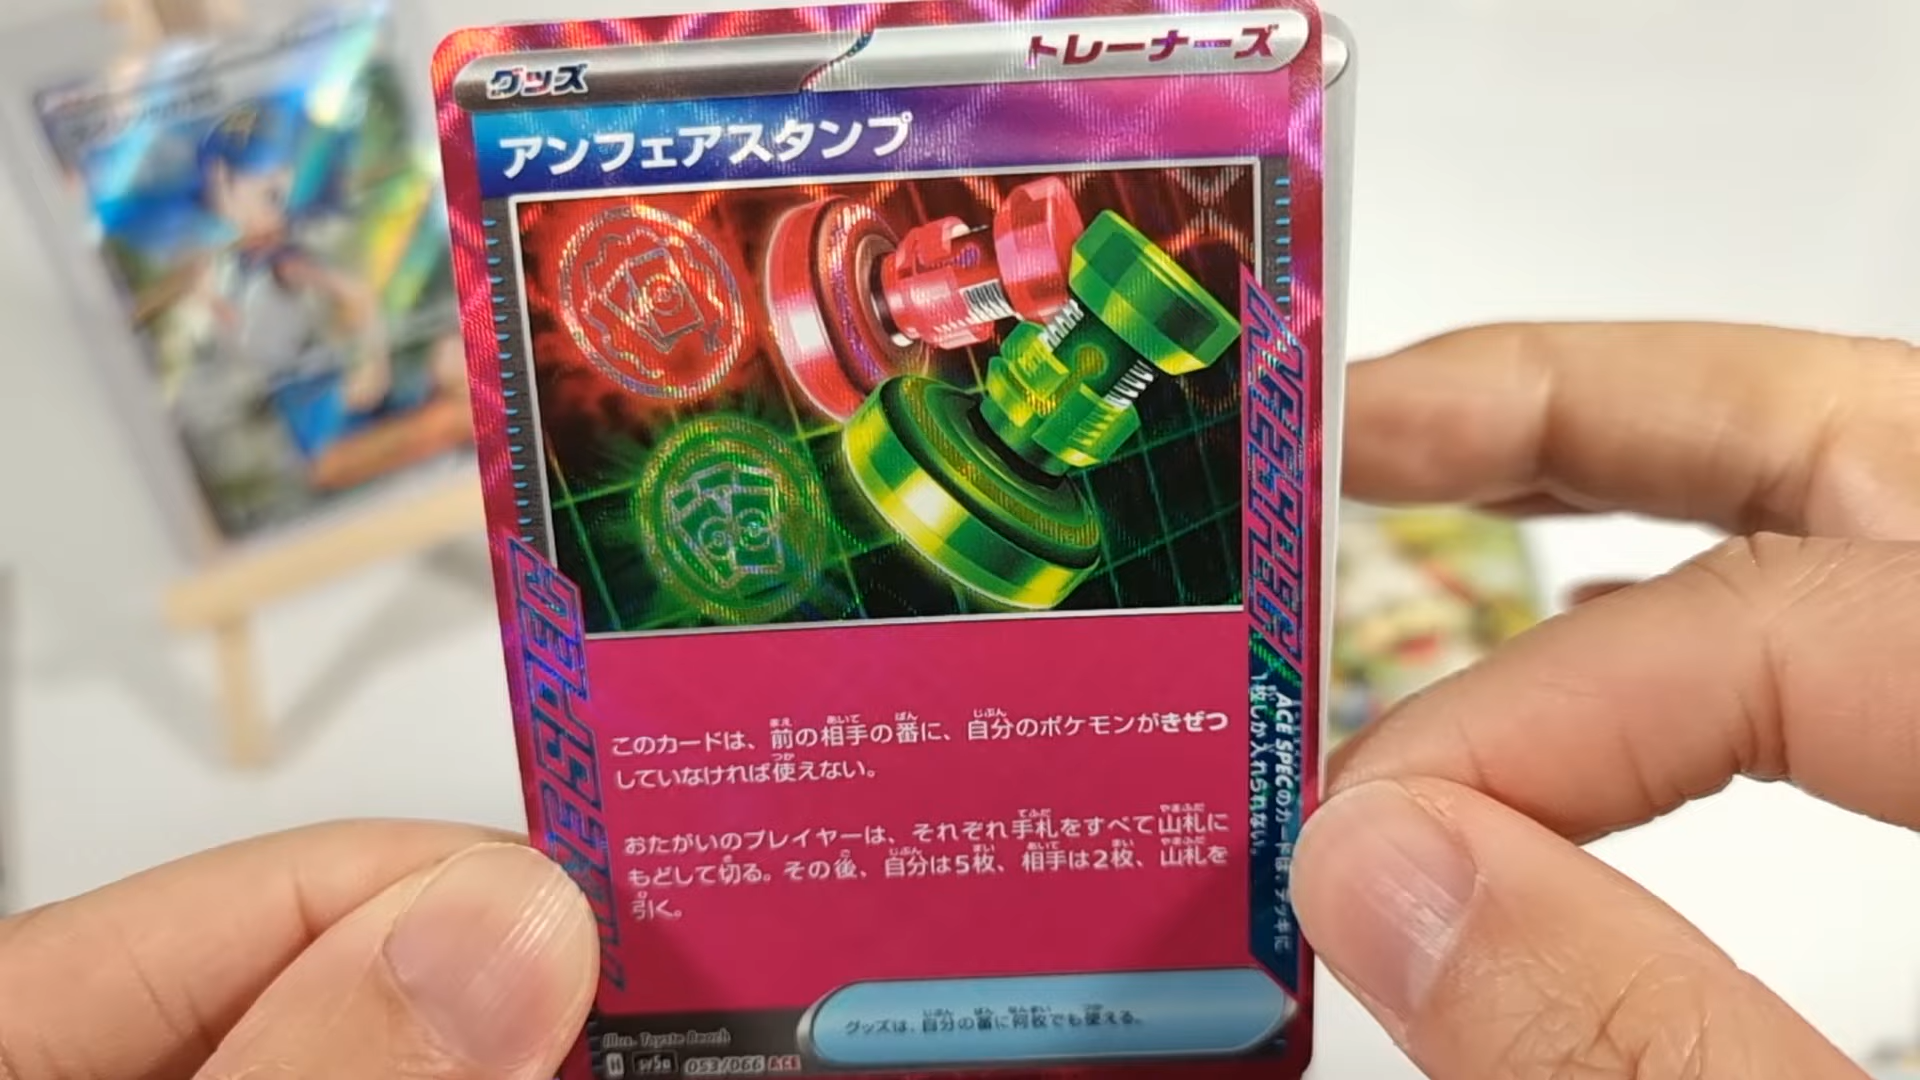 グッズ
トレーナーズ
アンフェアスタンプ
ACE SPEC
ACE SPEC
このカードは、前の相手の番に、自分のポケモンがきぜつ
していなければ使えない。
おたがいのプレイヤーは、それぞれ手札をすべて山札に
もどして切る。その後、自分は5枚、相手は2枚、山札を
引く。
ACE SPECのカードは、デッキに
1枚しか入れられない。
グッズは、自分の番に何枚でも使える。
Illus. Toyste Beach
H sv5a 053/066 ACE